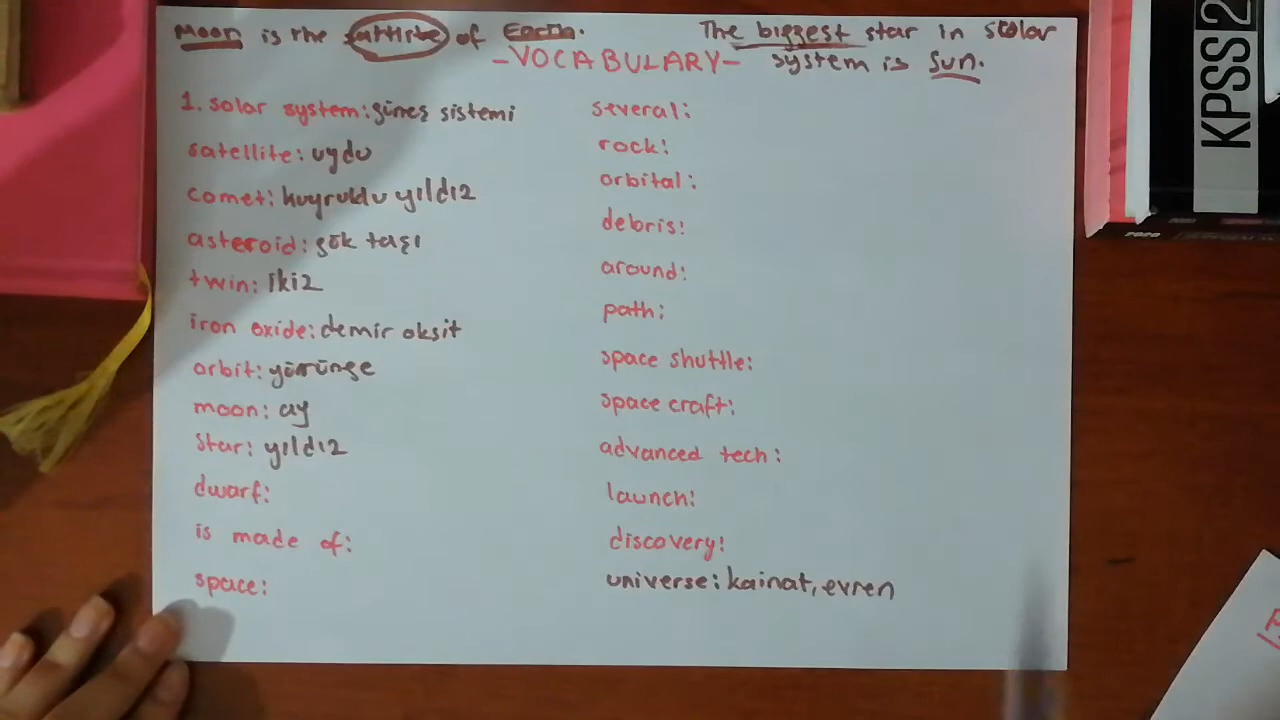 Moon is the sattlite of Earth.
The biggest star in solar
system is Sun.
-VOCABULARY-
1. solar system: güneş sistemi
satellite: uydu
comet: kuyruklu yıldız
asteroid: gök taşı
twin: ikiz
iron oxide: demir oksit
orbit: yörünge
moon: ay
star: yıldız
dwarf:
is made of:
space:
several:
rock:
orbital:
debris:
around:
path:
space shuttle:
space craft:
advanced tech:
launch:
discovery:
universe: kainat, evren
KPSS2